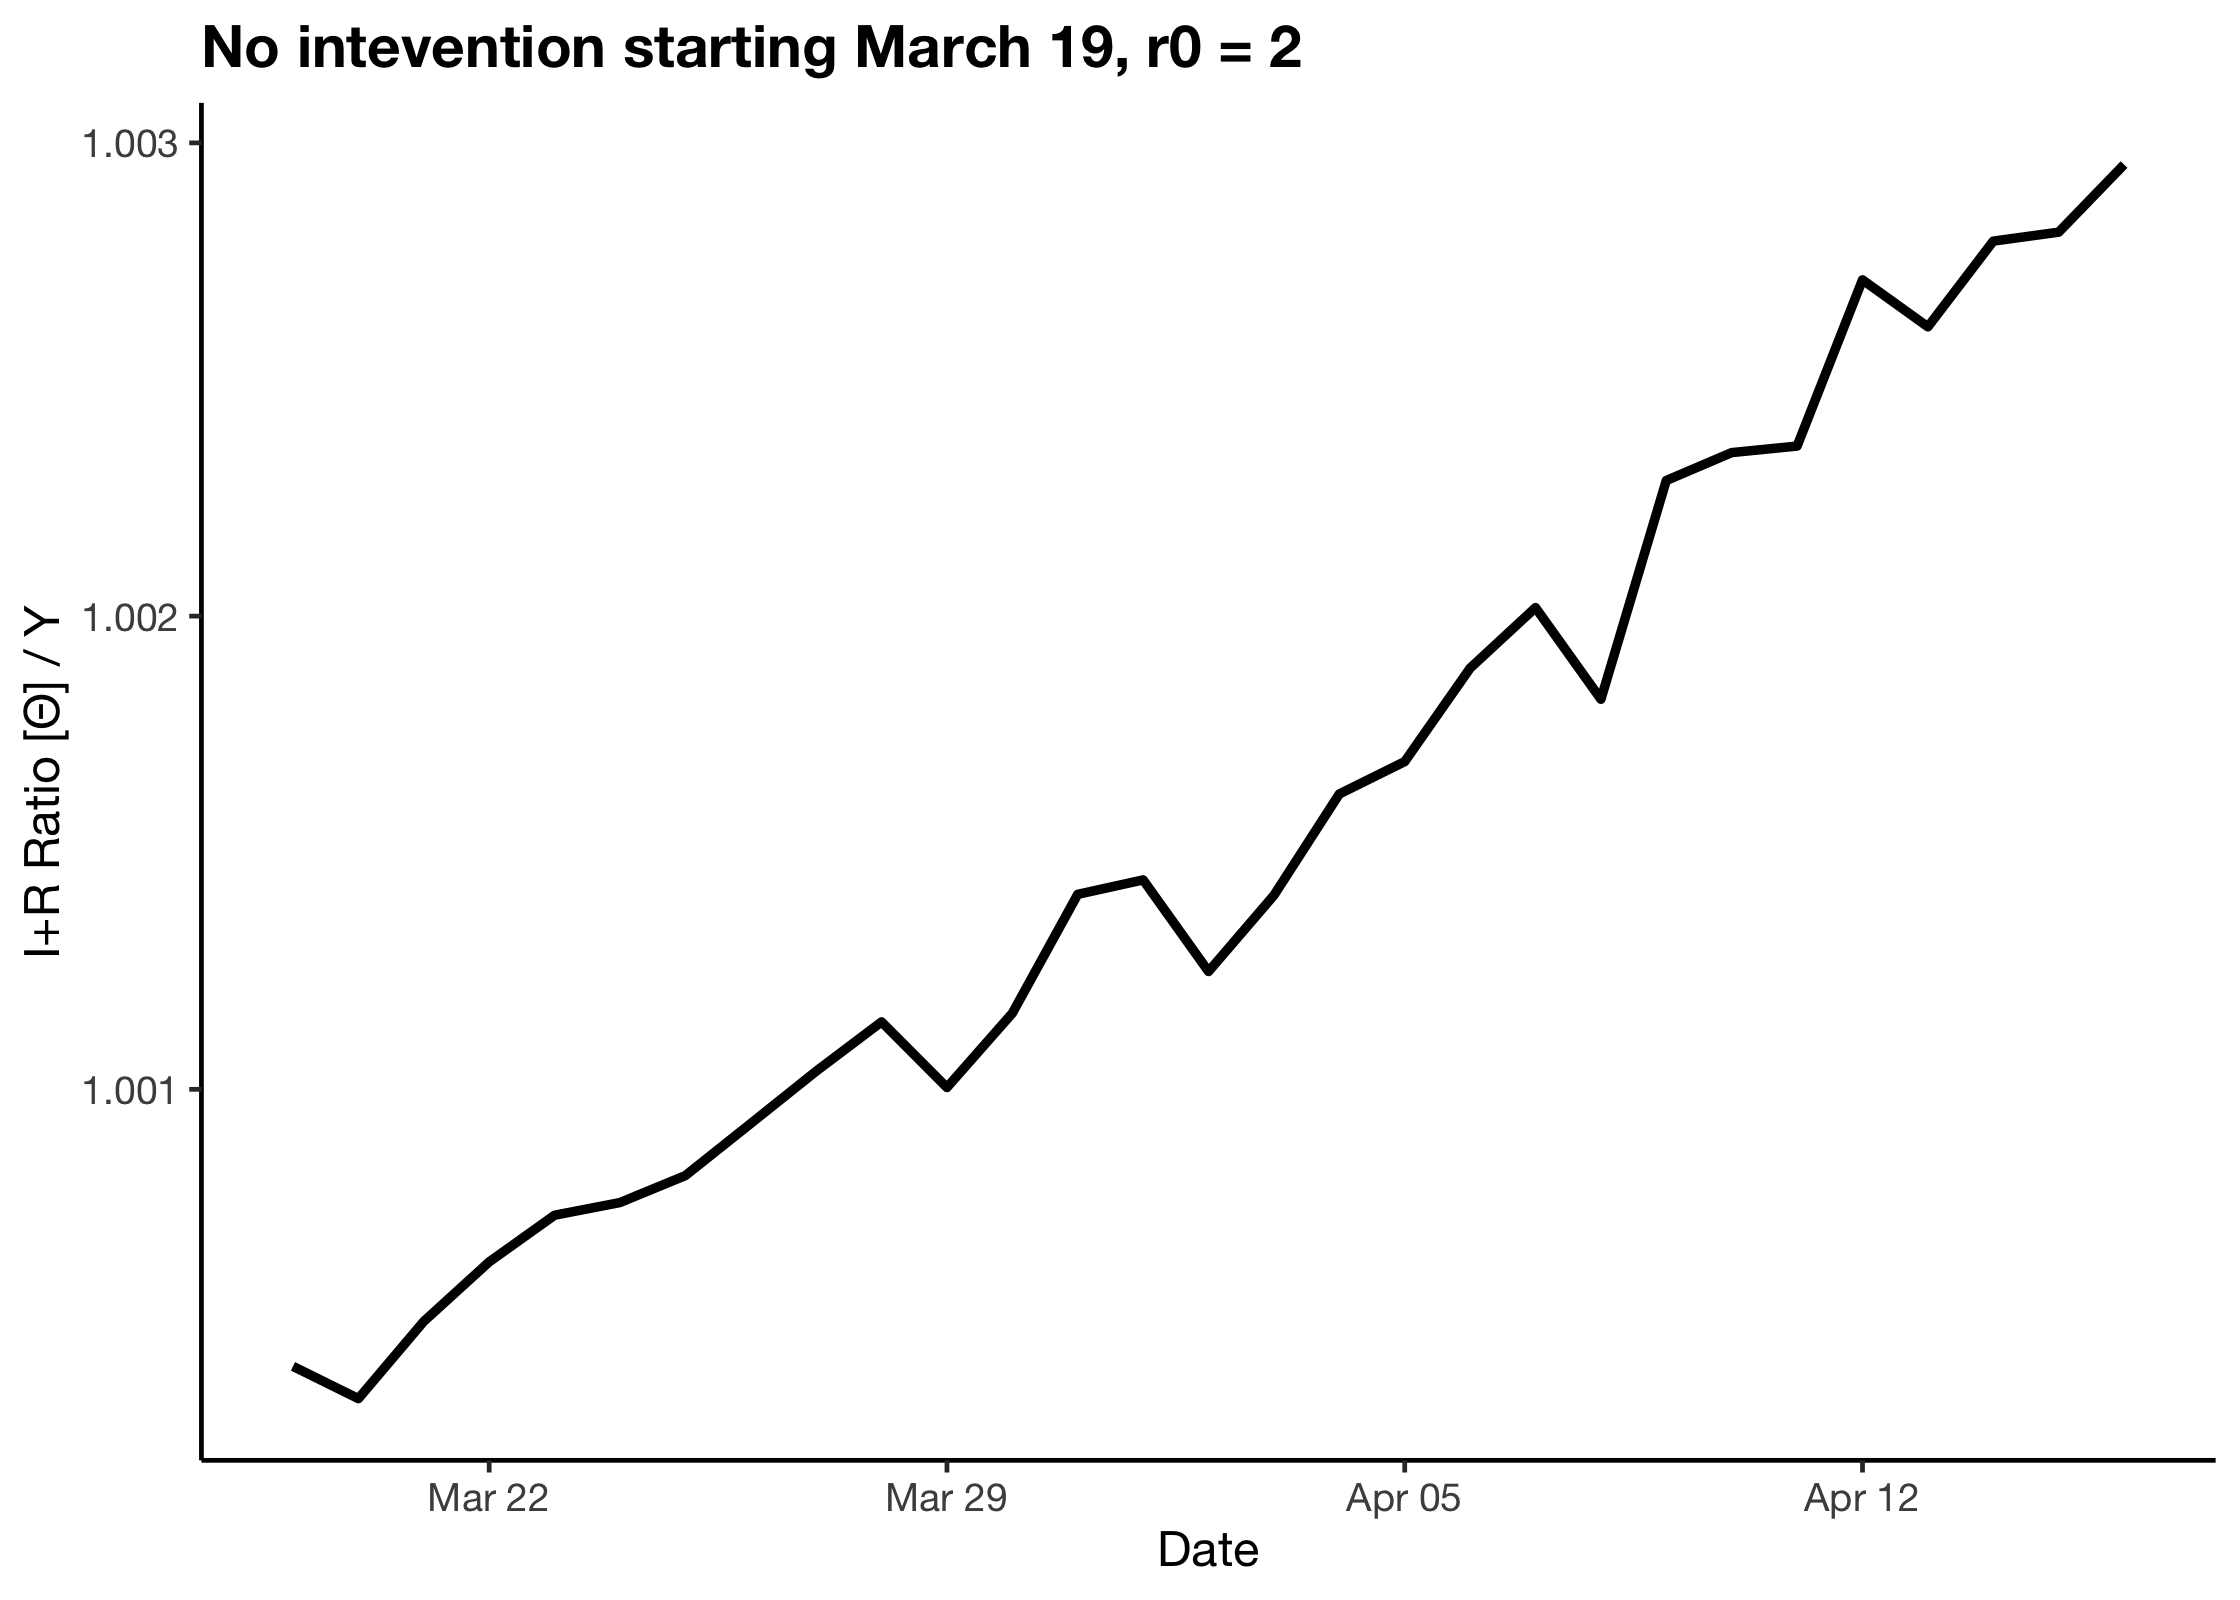 No intevention starting March 19, r0 = 2
I+R Ratio [Θ] / Y
1.003
1.002
1.001
Mar 22
Mar 29
Apr 05
Apr 12
Date